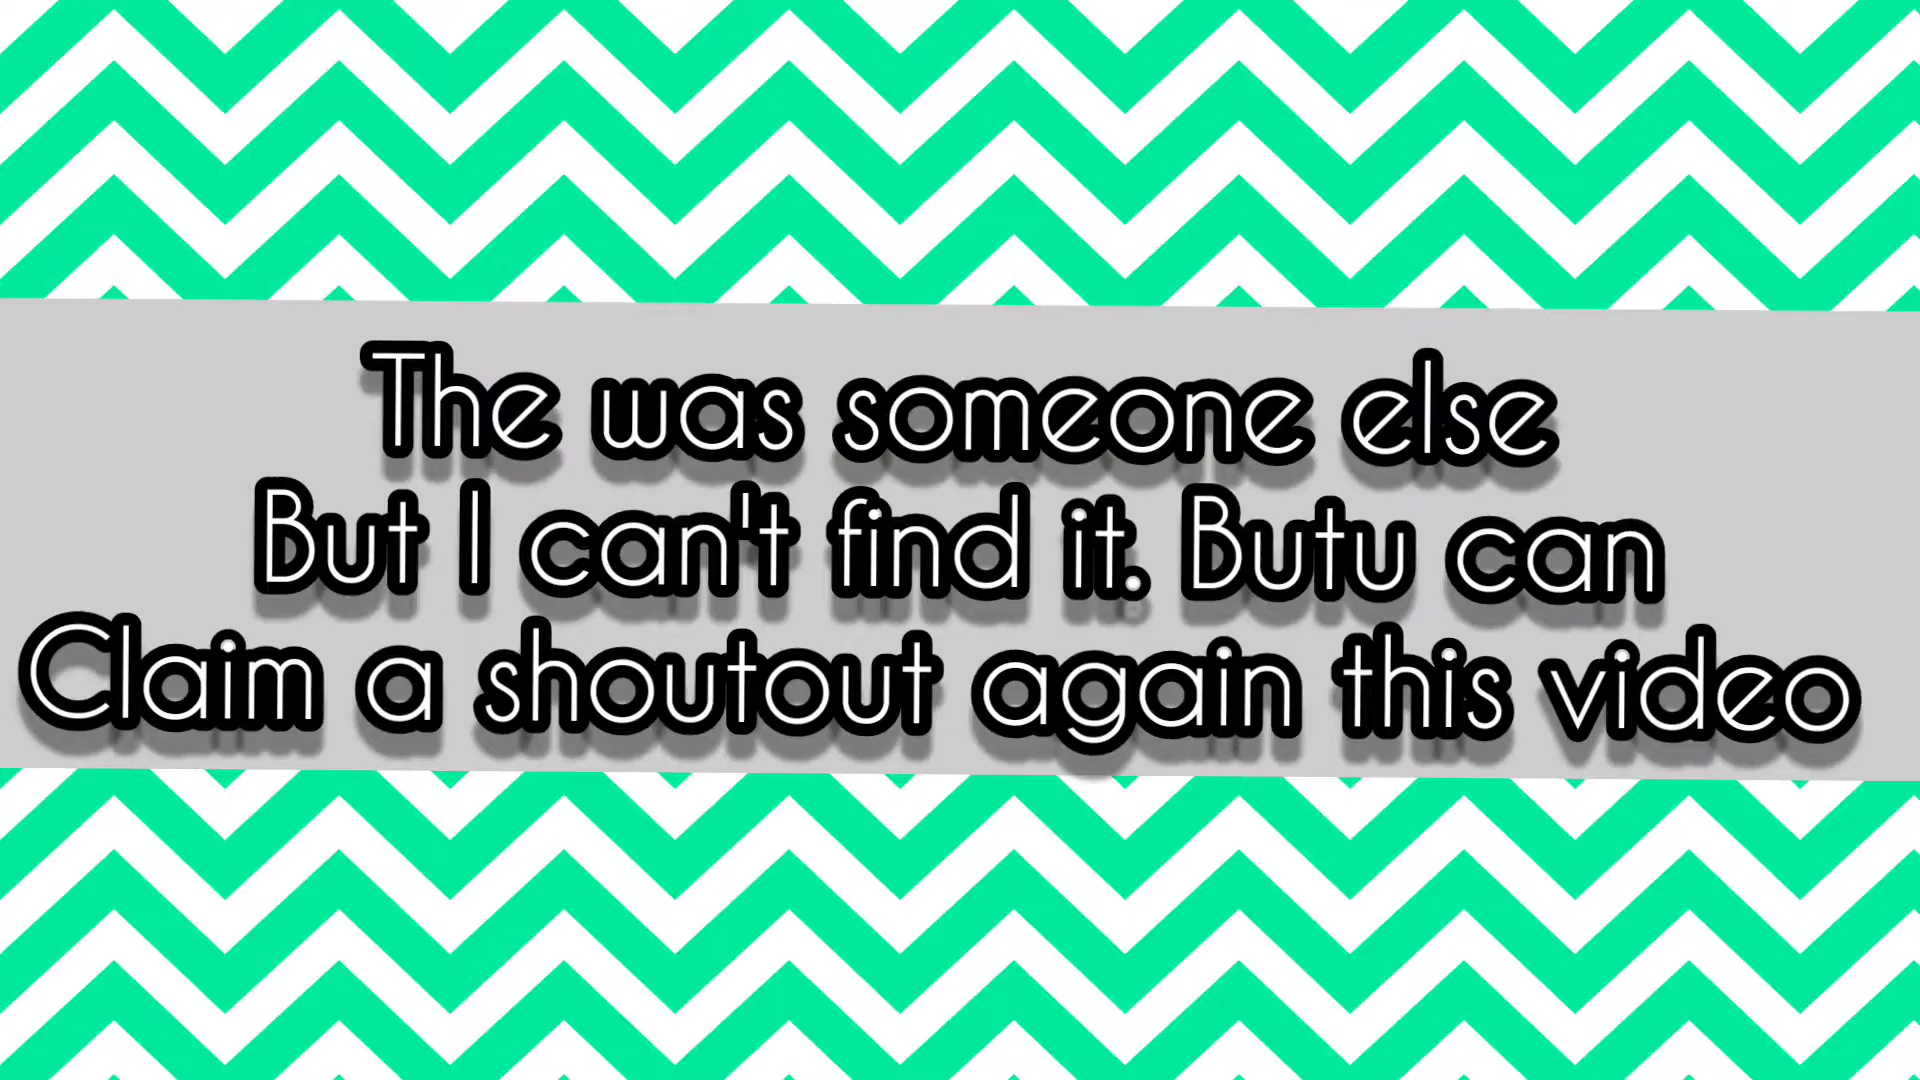 The was someone else
But I can't find it. Butu can
Claim a shoutout again this video